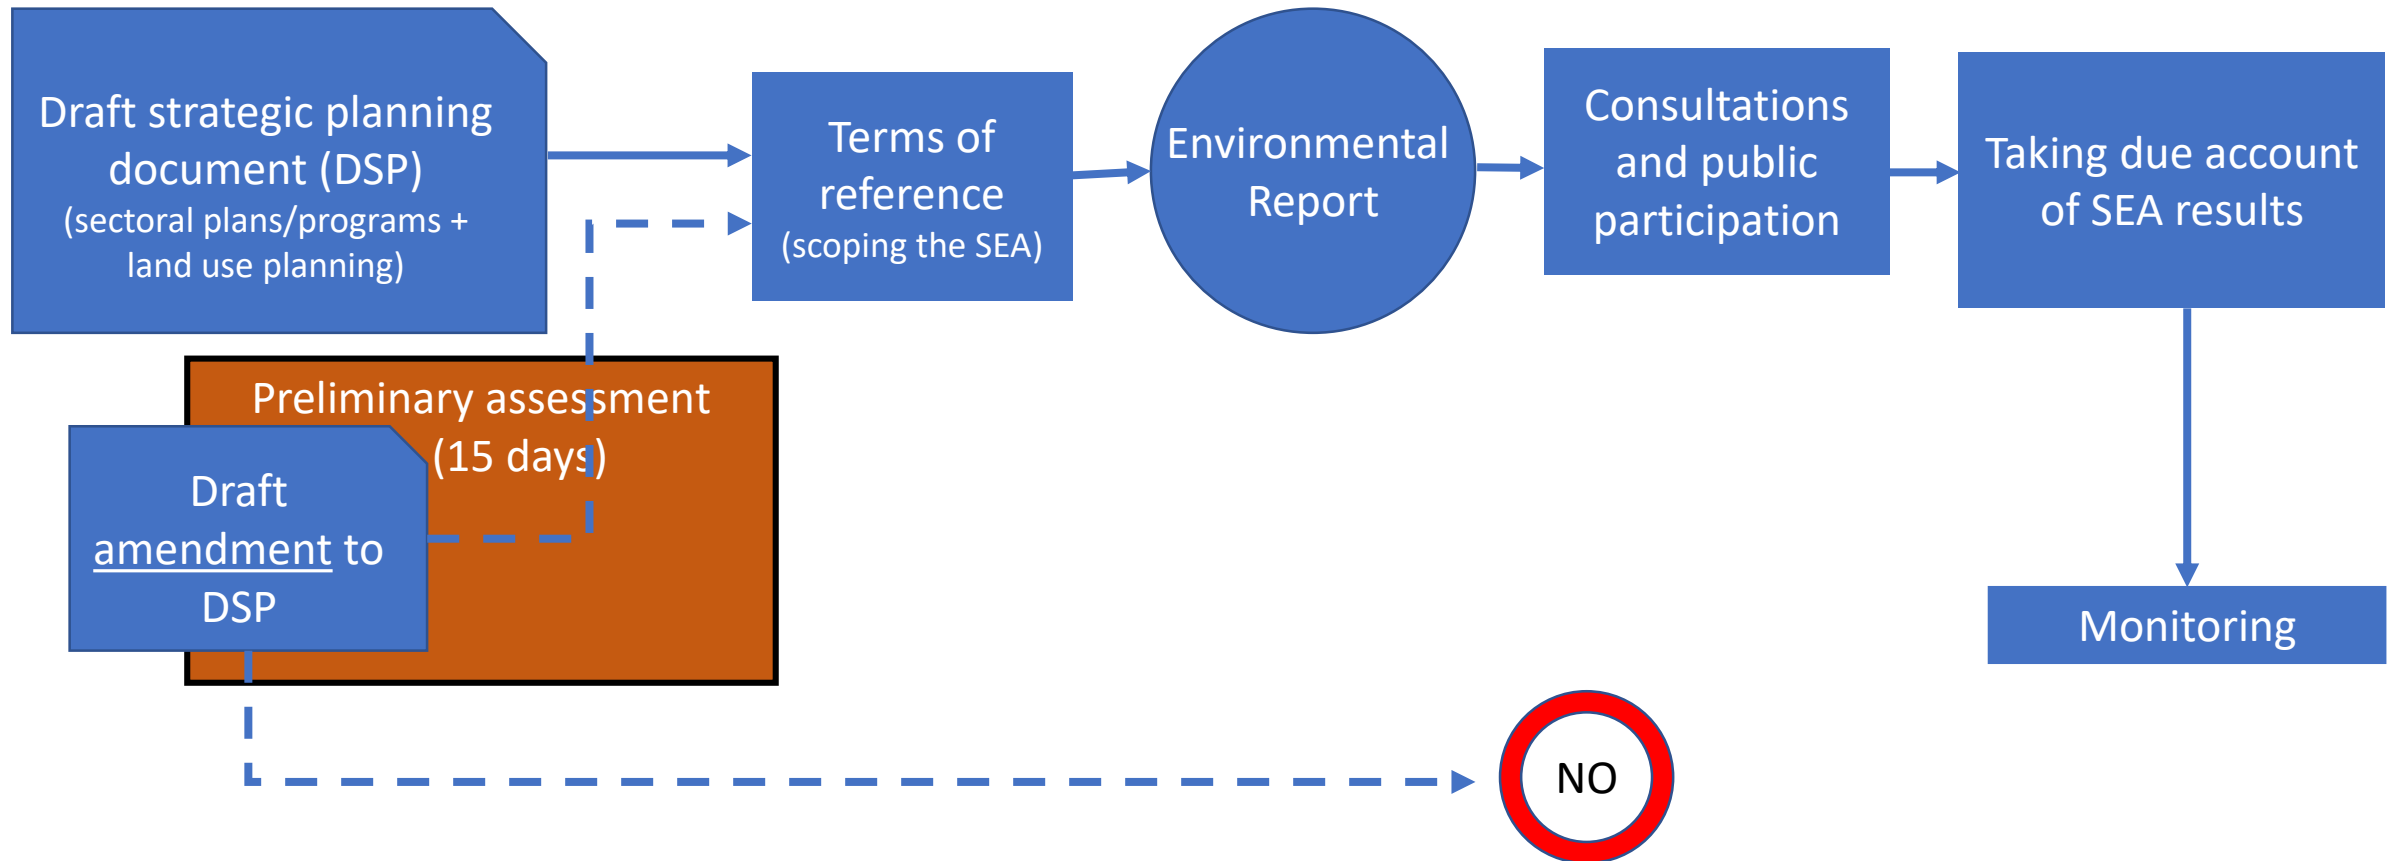 Draft strategic planning
document (DSP)
(sectoral plans/programs +
land use planning)
Terms of
reference
(scoping the SEA)
Environmental
Report
Consultations
and public
participation
Taking due account
of SEA results
Preliminary assessment
(15 days)
Draft
amendment to
DSP
Monitoring
NO